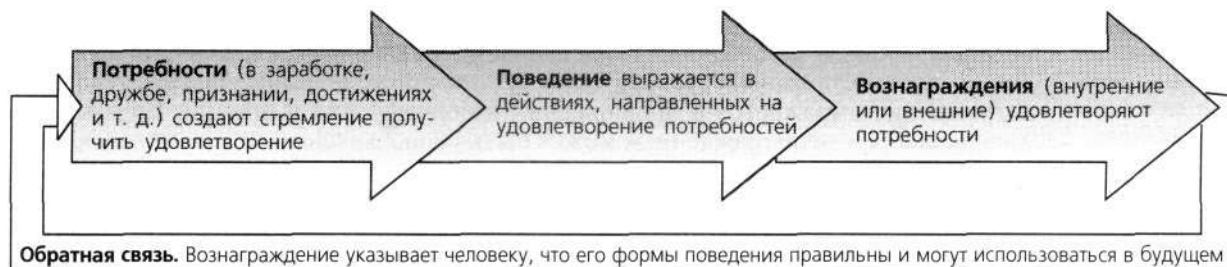 Потребности (в заработке,
дружбе, признании, достижениях
и т. д.) создают стремление полу-
чить удовлетворение
Поведение выражается в
действиях, направленных на
удовлетворение потребностей
Вознаграждения (внутренние
или внешние) удовлетворяют
потребности
Обратная связь. Вознаграждение указывает человеку, что его формы поведения правильны и могут использоваться в будущем